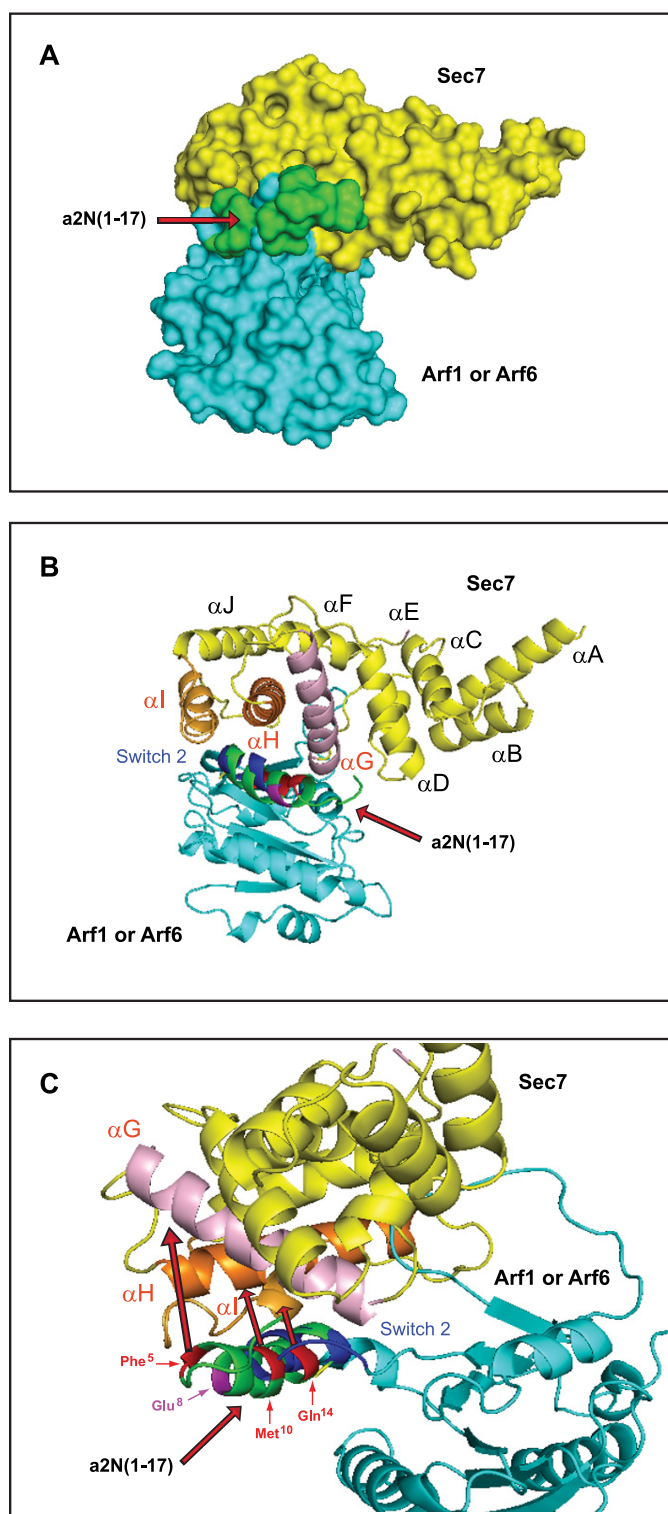 A
Sec7
a2N(1-17)
Arf1 or Arf6
B
Sec7
αJ
αF
αE
αC
αA
αI
αH
Switch 2
αG
αB
αD
a2N(1-17)
Arf1 or Arf6
C
Sec7
αG
Arf1 or Arf6
αH
αI
Switch 2
Phe5
Glu8
Gln14
Met10
a2N(1-17)